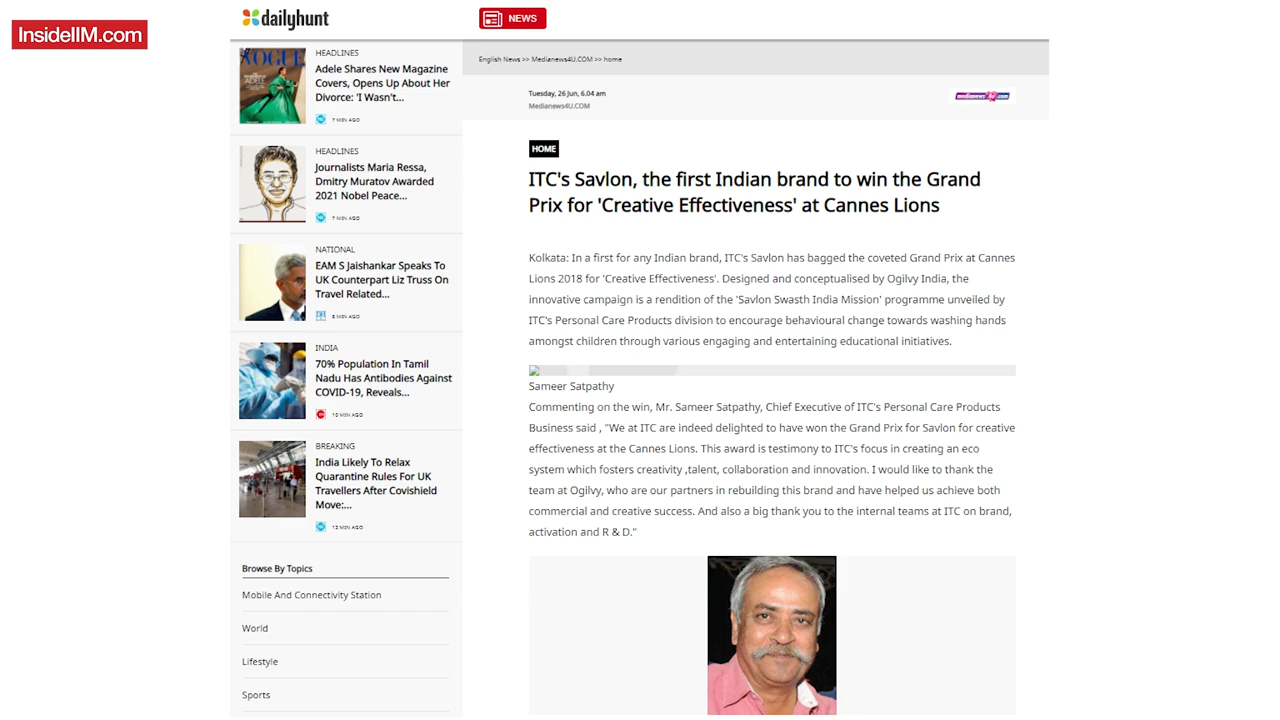 InsideIIM.com
dailyhunt
NEWS
HEADLINES
Adele Shares New Magazine
Covers, Opens Up About Her
Divorce: 'I Wasn't...
7 MIN AGO
HEADLINES
Journalists Maria Ressa,
Dmitry Muratov Awarded
2021 Nobel Peace...
7 MIN AGO
NATIONAL
EAM S Jaishankar Speaks To
UK Counterpart Liz Truss On
Travel Related...
INDIA
70% Population In Tamil
Nadu Has Antibodies Against
COVID-19, Reveals...
10 MIN AGO
BREAKING
India Likely To Relax
Quarantine Rules For UK
Travellers After Covishield
Move:...
Browse By Topics
Mobile And Connectivity Station
World
Lifestyle
Sports
English News >> Medianews4U.COM >> home
Tuesday, 26 Jun, 6.04 am
Medianews4U.COM
HOME
ITC's Savlon, the first Indian brand to win the Grand
Prix for 'Creative Effectiveness' at Cannes Lions
Kolkata: In a first for any Indian brand, ITC's Savlon has bagged the coveted Grand Prix at Cannes
Lions 2018 for 'Creative Effectiveness'. Designed and conceptualised by Ogilvy India, the
innovative campaign is a rendition of the 'Savlon Swasth India Mission' programme unveiled by
ITC's Personal Care Products division to encourage behavioural change towards washing hands
amongst children through various engaging and entertaining educational initiatives.
Sameer Satpathy
Commenting on the win, Mr. Sameer Satpathy, Chief Executive of ITC's Personal Care Products
Business said , "We at ITC are indeed delighted to have won the Grand Prix for Savlon for creative
effectiveness at the Cannes Lions. This award is testimony to ITC's focus in creating an eco
system which fosters creativity ,talent, collaboration and innovation. I would like to thank the
team at Ogilvy, who are our partners in rebuilding this brand and have helped us achieve both
commercial and creative success. And also a big thank you to the internal teams at ITC on brand,
activation and R & D."